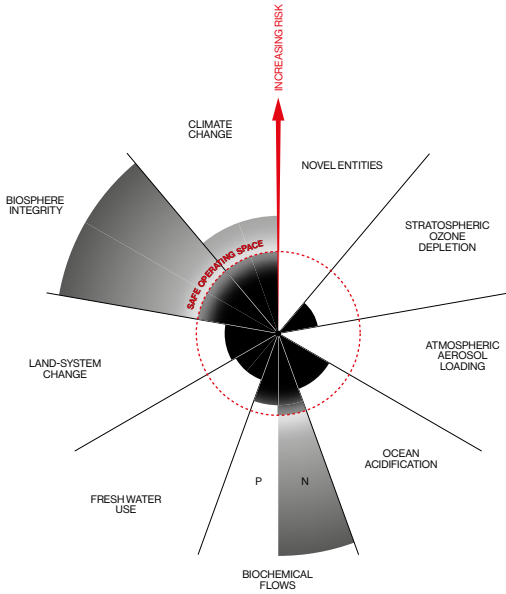 INCREASING RISK
CLIMATE
CHANGE
NOVEL ENTITIES
BIOSPHERE
INTEGRITY
STRATOSPHERIC
OZONE
DEPLETION
SAFE OPERATING SPACE
LAND-SYSTEM
CHANGE
ATMOSPHERIC
AEROSOL
LOADING
OCEAN
ACIDIFICATION
P
N
FRESH WATER
USE
BIOCHEMICAL
FLOWS